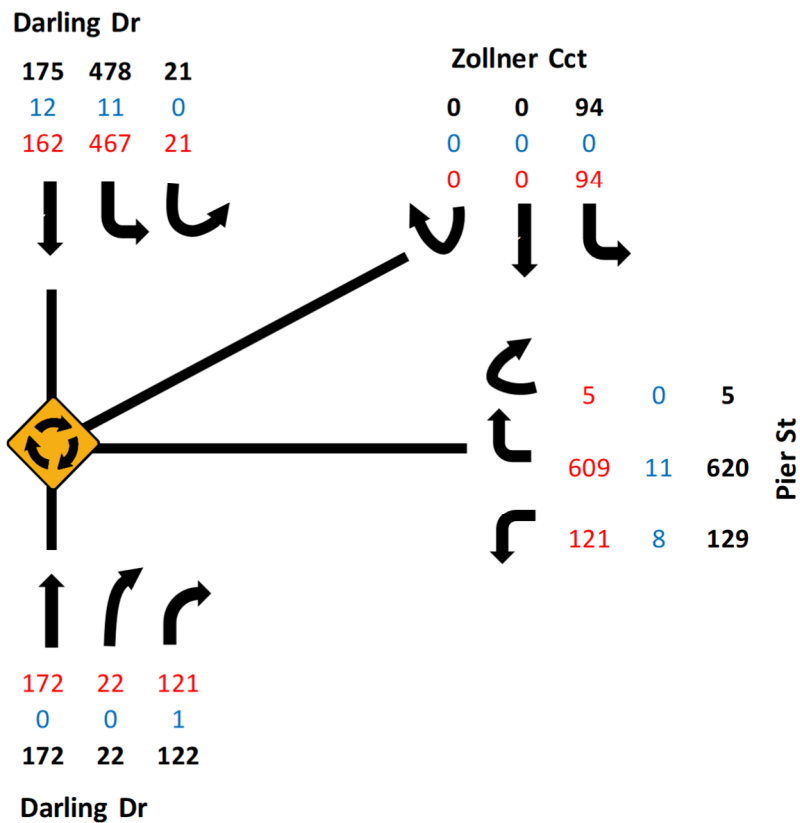 Darling Dr
175 478 21
12 11 0
162 467 21
Zollner Cct
0 0 94
0 0 0
0 0 94
5 0 5
609 11 620
121 8 129
Pier St
172 22 121
0 0 1
172 22 122
Darling Dr